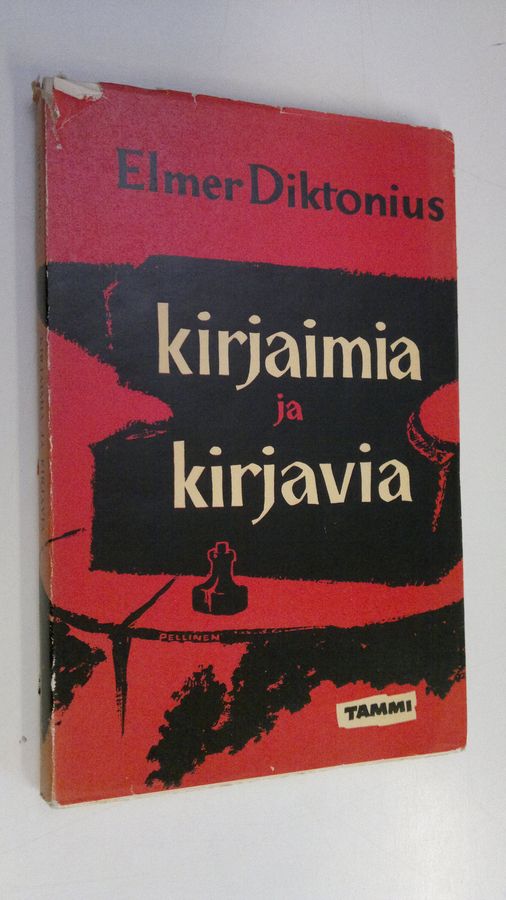 Elmer Diktonius
kirjaimia
ja
kirjavia
PELLINEN
TAMMI